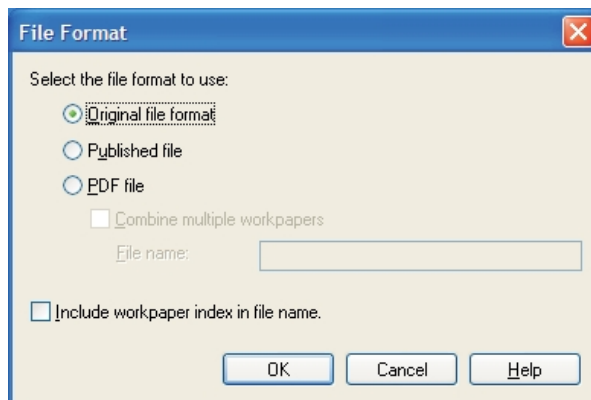 File Format
Select the file format to use:
Original file format
Published file
PDF file
Combine multiple workpapers
File name:
Include workpaper index in file name.
OK Cancel Help